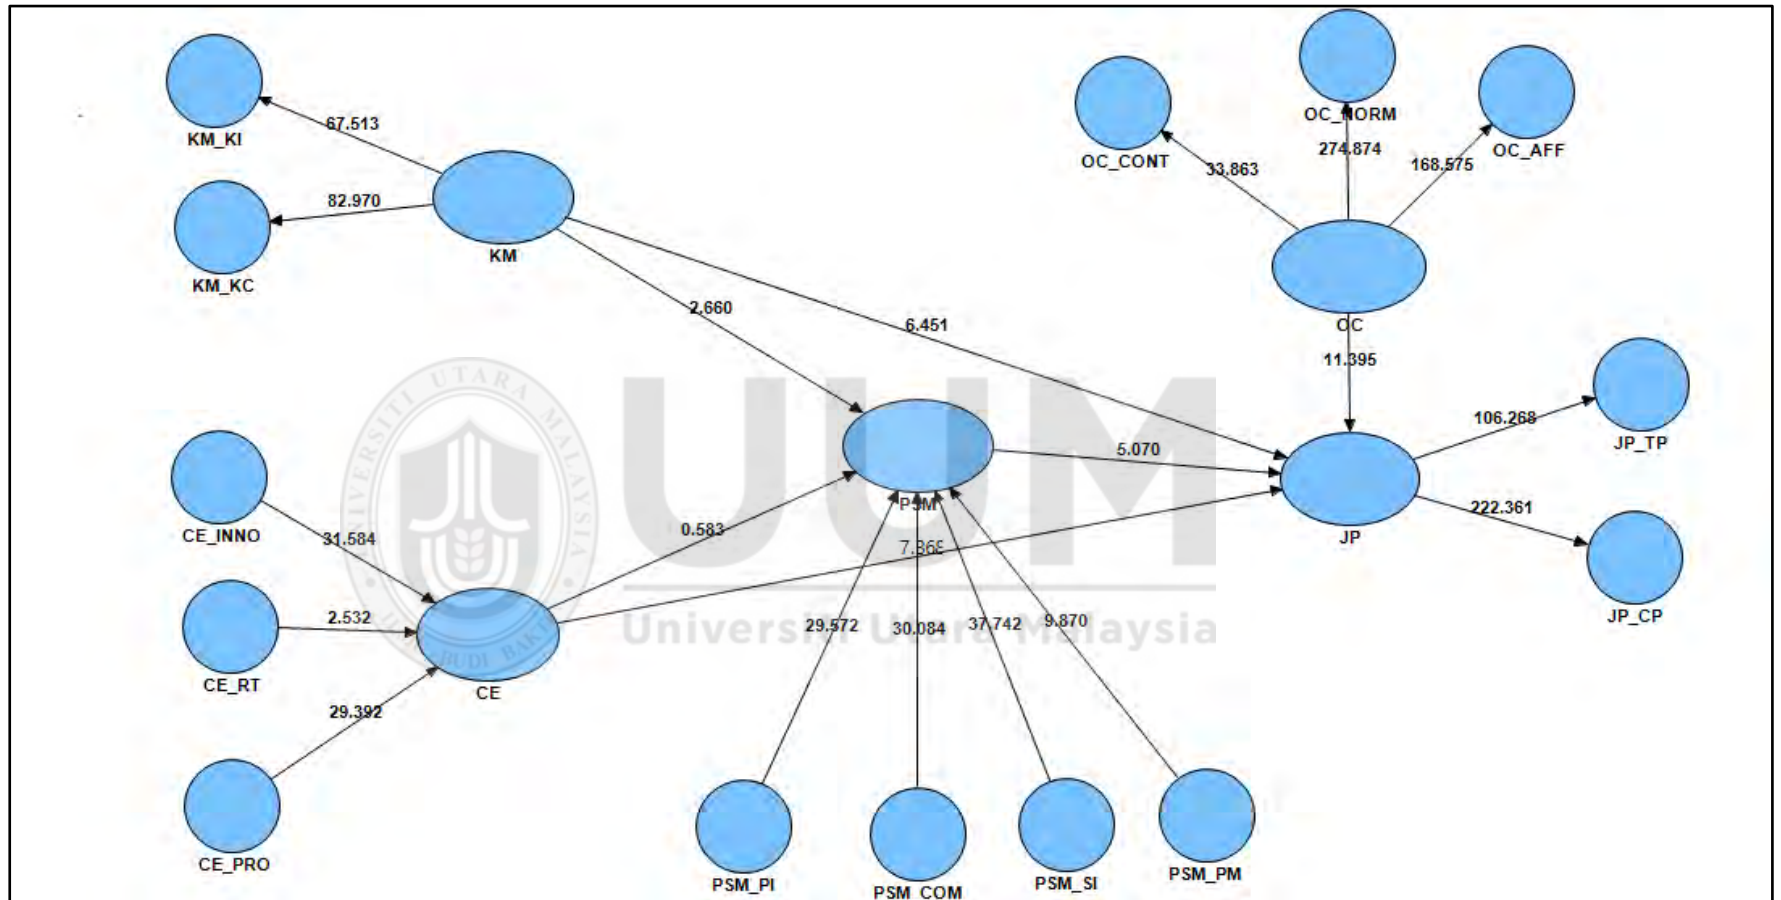 OC_NORM
OC_CONT
OC_AFF
KM_KI
67.513
33.863
274.874
168.575
KM_KC
82.970
KM
OC
2.660
6.451
11.395
UNIVERSITI UTARA MALAYSIA
UUM
Universiti Utara Malaysia
106.268
JP_TP
5.070
PSM
222.361
JP
JP_CP
CE_INNO
31.584
0.583
CE_RT
2.532
CE
29.572
30.084
37.742
9.870
29.392
CE_PRO
PSM_PI
PSM_COM
PSM_SI
PSM_PM